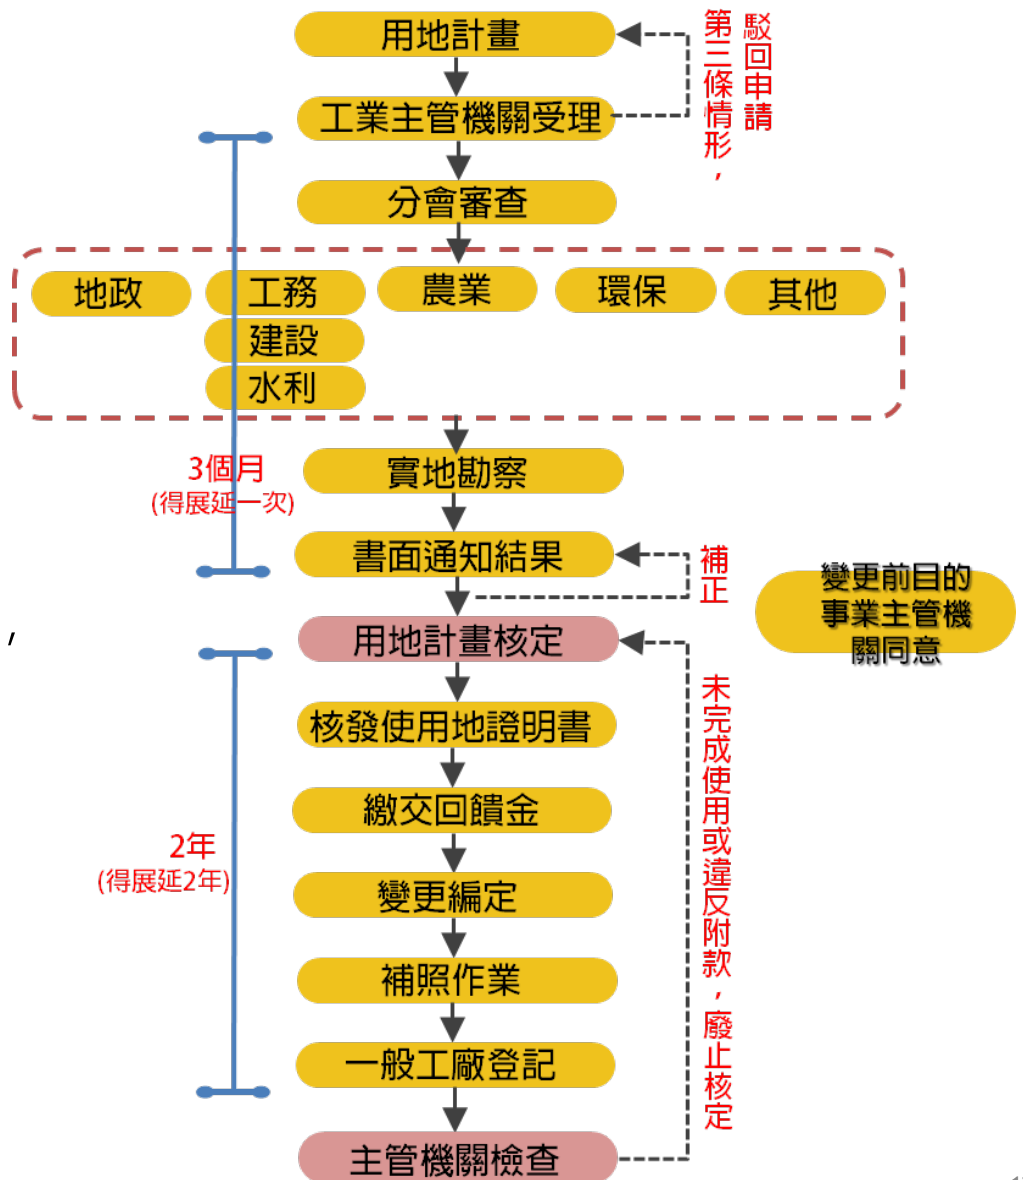 用地計畫
工業主管機關受理
第三條情形，
駁回申請
分會審查
地政
工務
建設
水利
農業
環保
其他
3個月
(得展延一次)
實地勘察
書面通知結果
補正
變更前目的
事業主管機
關同意
,
用地計畫核定
核發使用地證明書
繳交回饋金
2年
(得展延2年)
變更編定
補照作業
一般工廠登記
未完成使用或違反附款，廢止核定
主管機關檢查